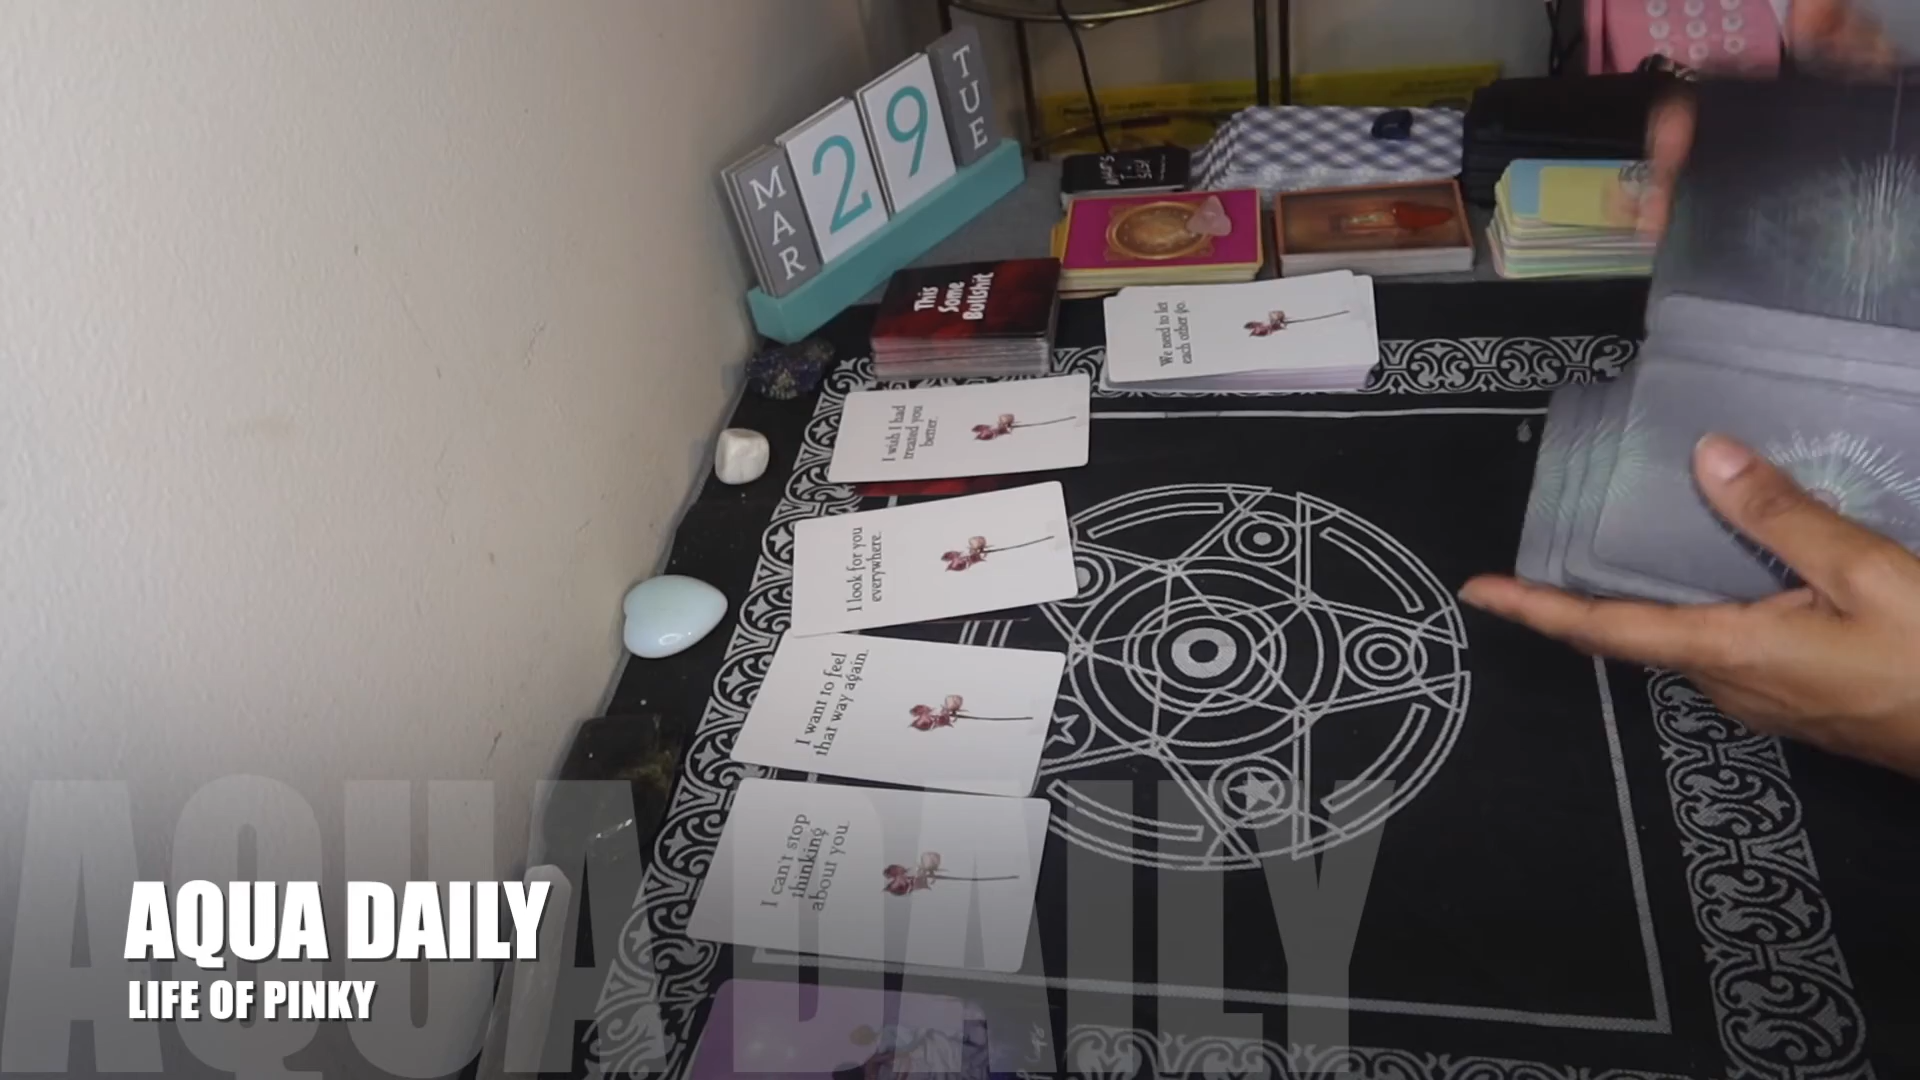 MAR
29
TUE
This
Some
Bullshit
We need to let
each other go.
I wish I had
treated you
better.
I look for you
everywhere.
I want to feel
that way again.
I can't stop
thinking
about you.
AQUA DAILY
AQUA DAILY
LIFE OF PINKY